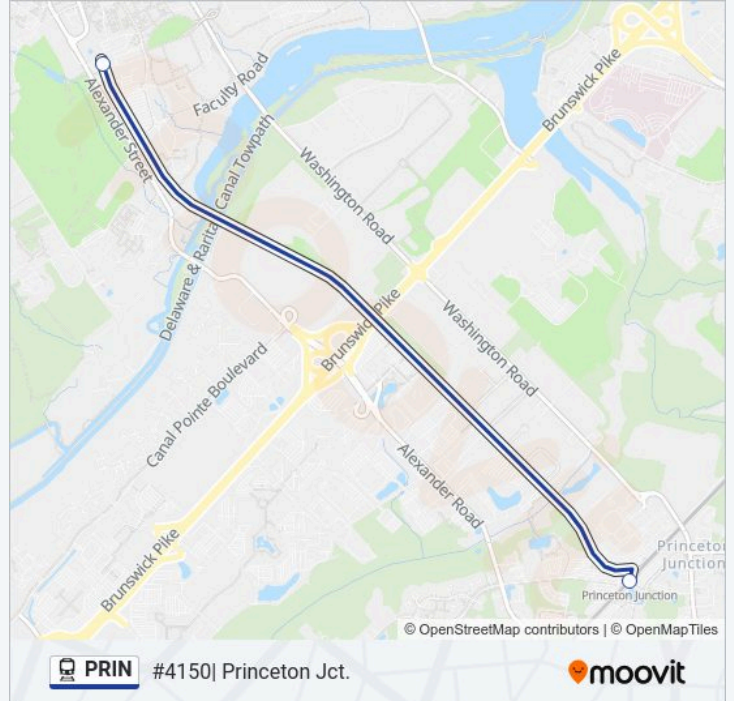 Faculty Road
Alexander Street
Brunswick Pike
Washington Road
Delaware & Raritan Canal Towpath
Brunswick Pike
Washington Road
Canal Pointe Boulevard
Alexander Road
Brunswick Pike
Princeton
Junction
Princeton Junction
© OpenStreetMap contributors | © OpenMapTiles
PRIN #4150| Princeton Jct.
moovit